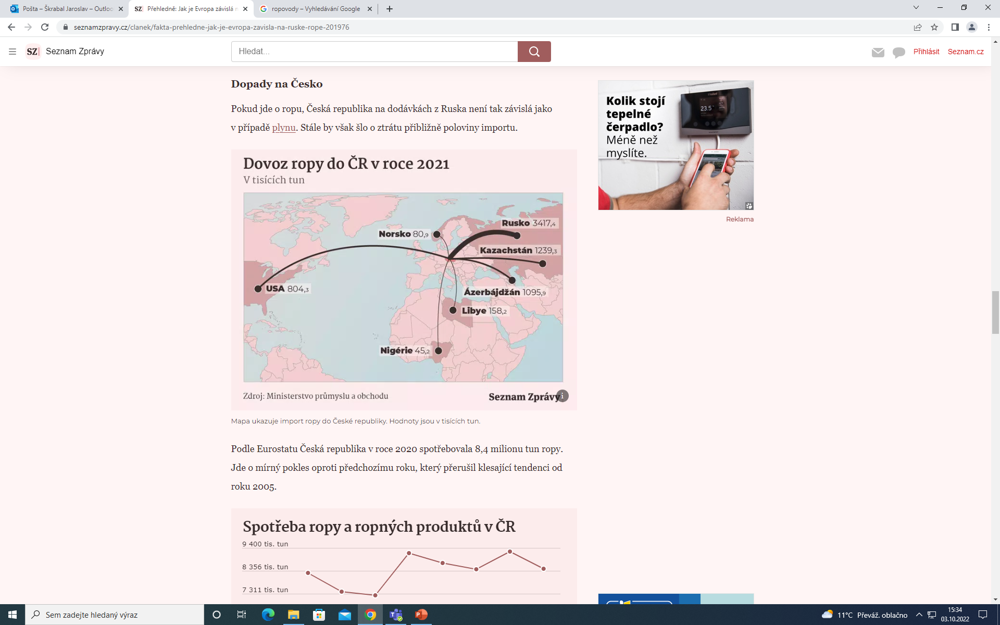 Pošta – Škrabal Jaroslav – Outloo
Přehledně: Jak je Evropa závislá n
ropovody – Vyhledávání Google
seznamzpravy.cz/clanek/fakta-prehledne-jak-je-evropa-zavisla-na-ruske-rope-201976
SZ Seznam Zprávy
Hledat...
Přihlásit
Seznam.cz
Dopady na Česko
Pokud jde o ropu, Česká republika na dodávkách z Ruska není tak závislá jako
v případě plynu. Stále by však šlo o ztrátu přibližně poloviny importu.
Dovoz ropy do ČR v roce 2021
V tisících tun
Rusko 3417,4
Norsko 80,9
Kazachstán 1239,3
USA 804,3
Ázerbájdžán 1095,9
Libye 158,2
Nigérie 45,2
Zdroj: Ministerstvo průmyslu a obchodu
Seznam Zprávy
i
Mapa ukazuje import ropy do České republiky. Hodnoty jsou v tisících tun.
Podle Eurostatu Česká republika v roce 2020 spotřebovala 8,4 milionu tun ropy.
Jde o mírný pokles oproti předchozímu roku, který přerušil klesající tendenci od
roku 2005.
Spotřeba ropy a ropných produktů v ČR
9 400 tis. tun
8 356 tis. tun
7 311 tis. tun
Kolik stojí
tepelné
čerpadlo?
Méně než
myslíte.
23.5
Reklama
Sem zadejte hledaný výraz
11°C Převáž. oblačno
15:34
03.10.2022